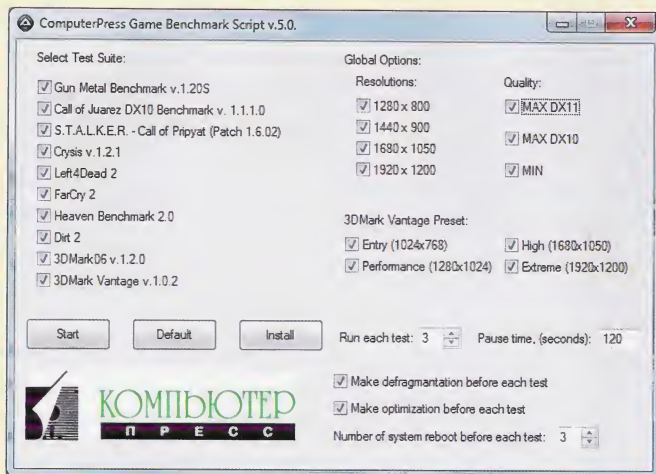 ComputerPress Game Benchmark Script v.5.0.
Select Test Suite:
Gun Metal Benchmark v.1.20S
Call of Juarez DX10 Benchmark v. 1.1.1.0
S.T.A.L.K.E.R. - Call of Pripyat (Patch 1.6.02)
Crysis v.1.2.1
Left4Dead 2
FarCry 2
Heaven Benchmark 2.0
Dirt 2
3DMark06 v.1.2.0
3DMark Vantage v.1.0.2
Global Options:
Resolutions:
1280 x 800
1440 x 900
1680 x 1050
1920 x 1200
Quality:
MAX DX11
MAX DX10
MIN
3DMark Vantage Preset:
Entry (1024x768)
High (1680x1050)
Performance (1280x1024)
Extreme (1920x1200)
Start
Default
Install
Run each test: 3
Pause time, (seconds): 120
КОМПЬЮТЕР
ПРЕСС
Make defragmantation before each test
Make optimization before each test
Number of system reboot before each test: 3